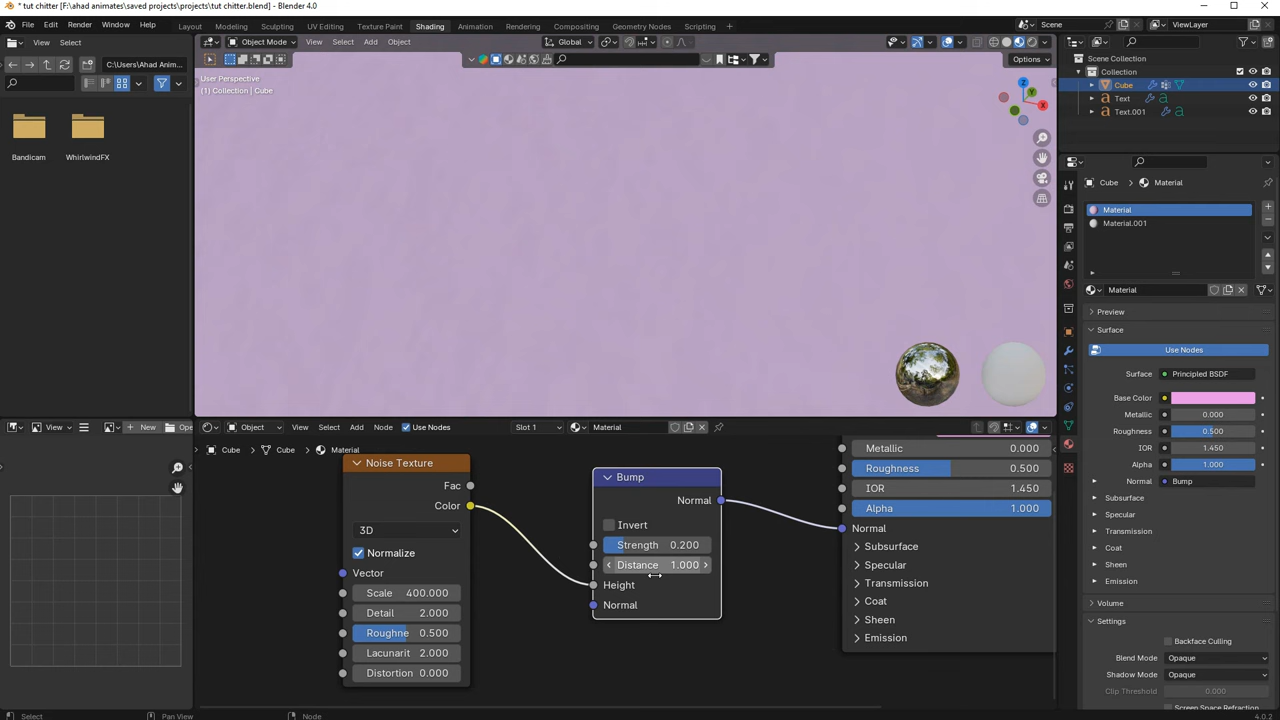 * tut chitter [F:\ahad animates\saved projects\projects\tut chitter.blend] - Blender 4.0
File Edit Render Window Help Layout Modeling Sculpting UV Editing Texture Paint Shading Animation Rendering Compositing Geometry Nodes Scripting Scene ViewLayer
View Select Object Mode View Select Add Object Global
C:\Users\Ahad Anim...
Options
User Perspective
(1) Collection | Cube
Z
Y
X
Bandicam WhirlwindFX
Scene Collection
Collection
Cube
Text
Text.001
Cube Material
Material
Material.001
Material
Preview
Surface
Use Nodes
Surface Principled BSDF
Base Color
Metallic 0.000
Roughness 0.500
IOR 1.450
Alpha 1.000
Normal Bump
Subsurface
Specular
Transmission
Coat
Sheen
Emission
Volume
Settings
Backface Culling
Blend Mode Opaque
Shadow Mode Opaque
Clip Threshold 0.000
Screen Space Refraction
View New Ope
Object View Select Add Node Use Nodes Slot 1 Material
Cube Cube Material
Noise Texture
Fac
Color
3D
Normalize
Vector
Scale 400.000
Detail 2.000
Roughne 0.500
Lacunarit 2.000
Distortion 0.000
Bump
Normal
Invert
Strength 0.200
Distance 1.000
Height
Normal
Metallic 0.000
Roughness 0.500
IOR 1.450
Alpha 1.000
Normal
Subsurface
Specular
Transmission
Coat
Sheen
Emission
Select Pan View Node 4.0.2